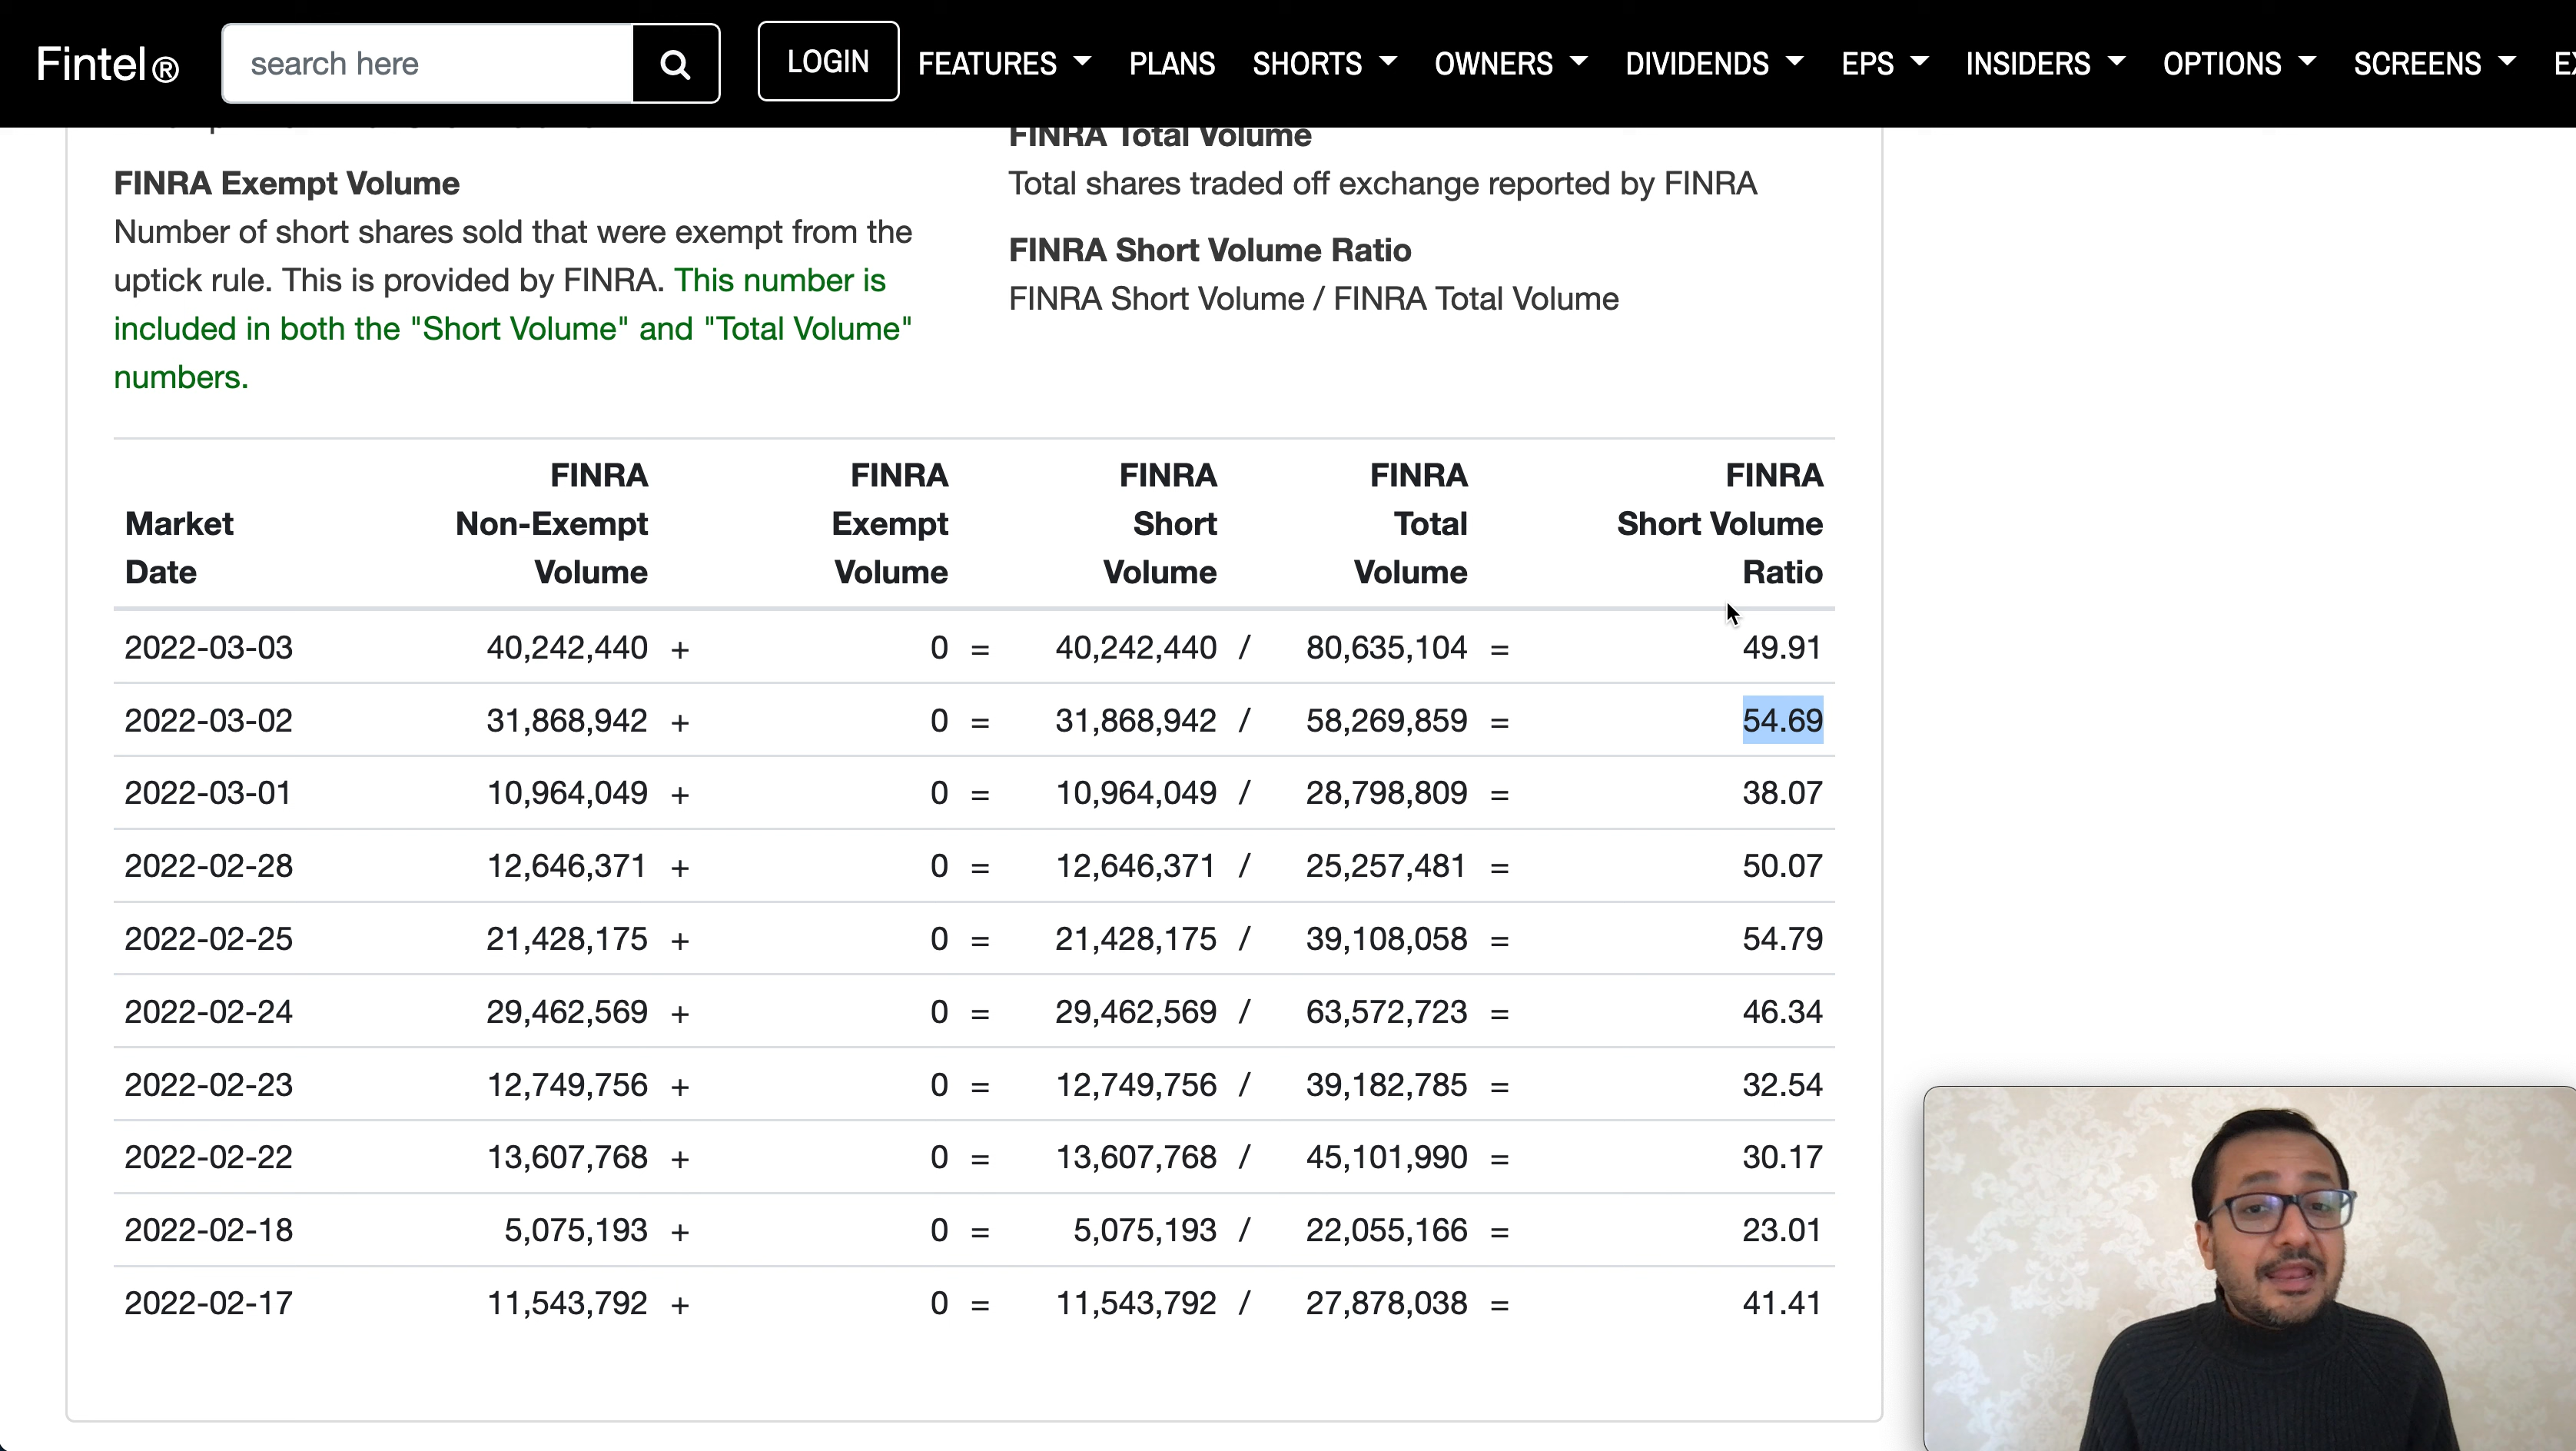 Fintel®
search here
LOGIN
FEATURES
PLANS
SHORTS
OWNERS
DIVIDENDS
EPS
INSIDERS
OPTIONS
SCREENS
FINRA Exempt Volume
Number of short shares sold that were exempt from the
uptick rule. This is provided by FINRA. This number is
included in both the "Short Volume" and "Total Volume"
numbers.
FINRA Total Volume
Total shares traded off exchange reported by FINRA
FINRA Short Volume Ratio
FINRA Short Volume / FINRA Total Volume
Market Date
FINRA Non-Exempt Volume
FINRA Exempt Volume
FINRA Short Volume
FINRA Total Volume
FINRA Short Volume Ratio
2022-03-03 40,242,440 + 0 = 40,242,440 / 80,635,104 = 49.91
2022-03-02 31,868,942 + 0 = 31,868,942 / 58,269,859 = 54.69
2022-03-01 10,964,049 + 0 = 10,964,049 / 28,798,809 = 38.07
2022-02-28 12,646,371 + 0 = 12,646,371 / 25,257,481 = 50.07
2022-02-25 21,428,175 + 0 = 21,428,175 / 39,108,058 = 54.79
2022-02-24 29,462,569 + 0 = 29,462,569 / 63,572,723 = 46.34
2022-02-23 12,749,756 + 0 = 12,749,756 / 39,182,785 = 32.54
2022-02-22 13,607,768 + 0 = 13,607,768 / 45,101,990 = 30.17
2022-02-18 5,075,193 + 0 = 5,075,193 / 22,055,166 = 23.01
2022-02-17 11,543,792 + 0 = 11,543,792 / 27,878,038 = 41.41